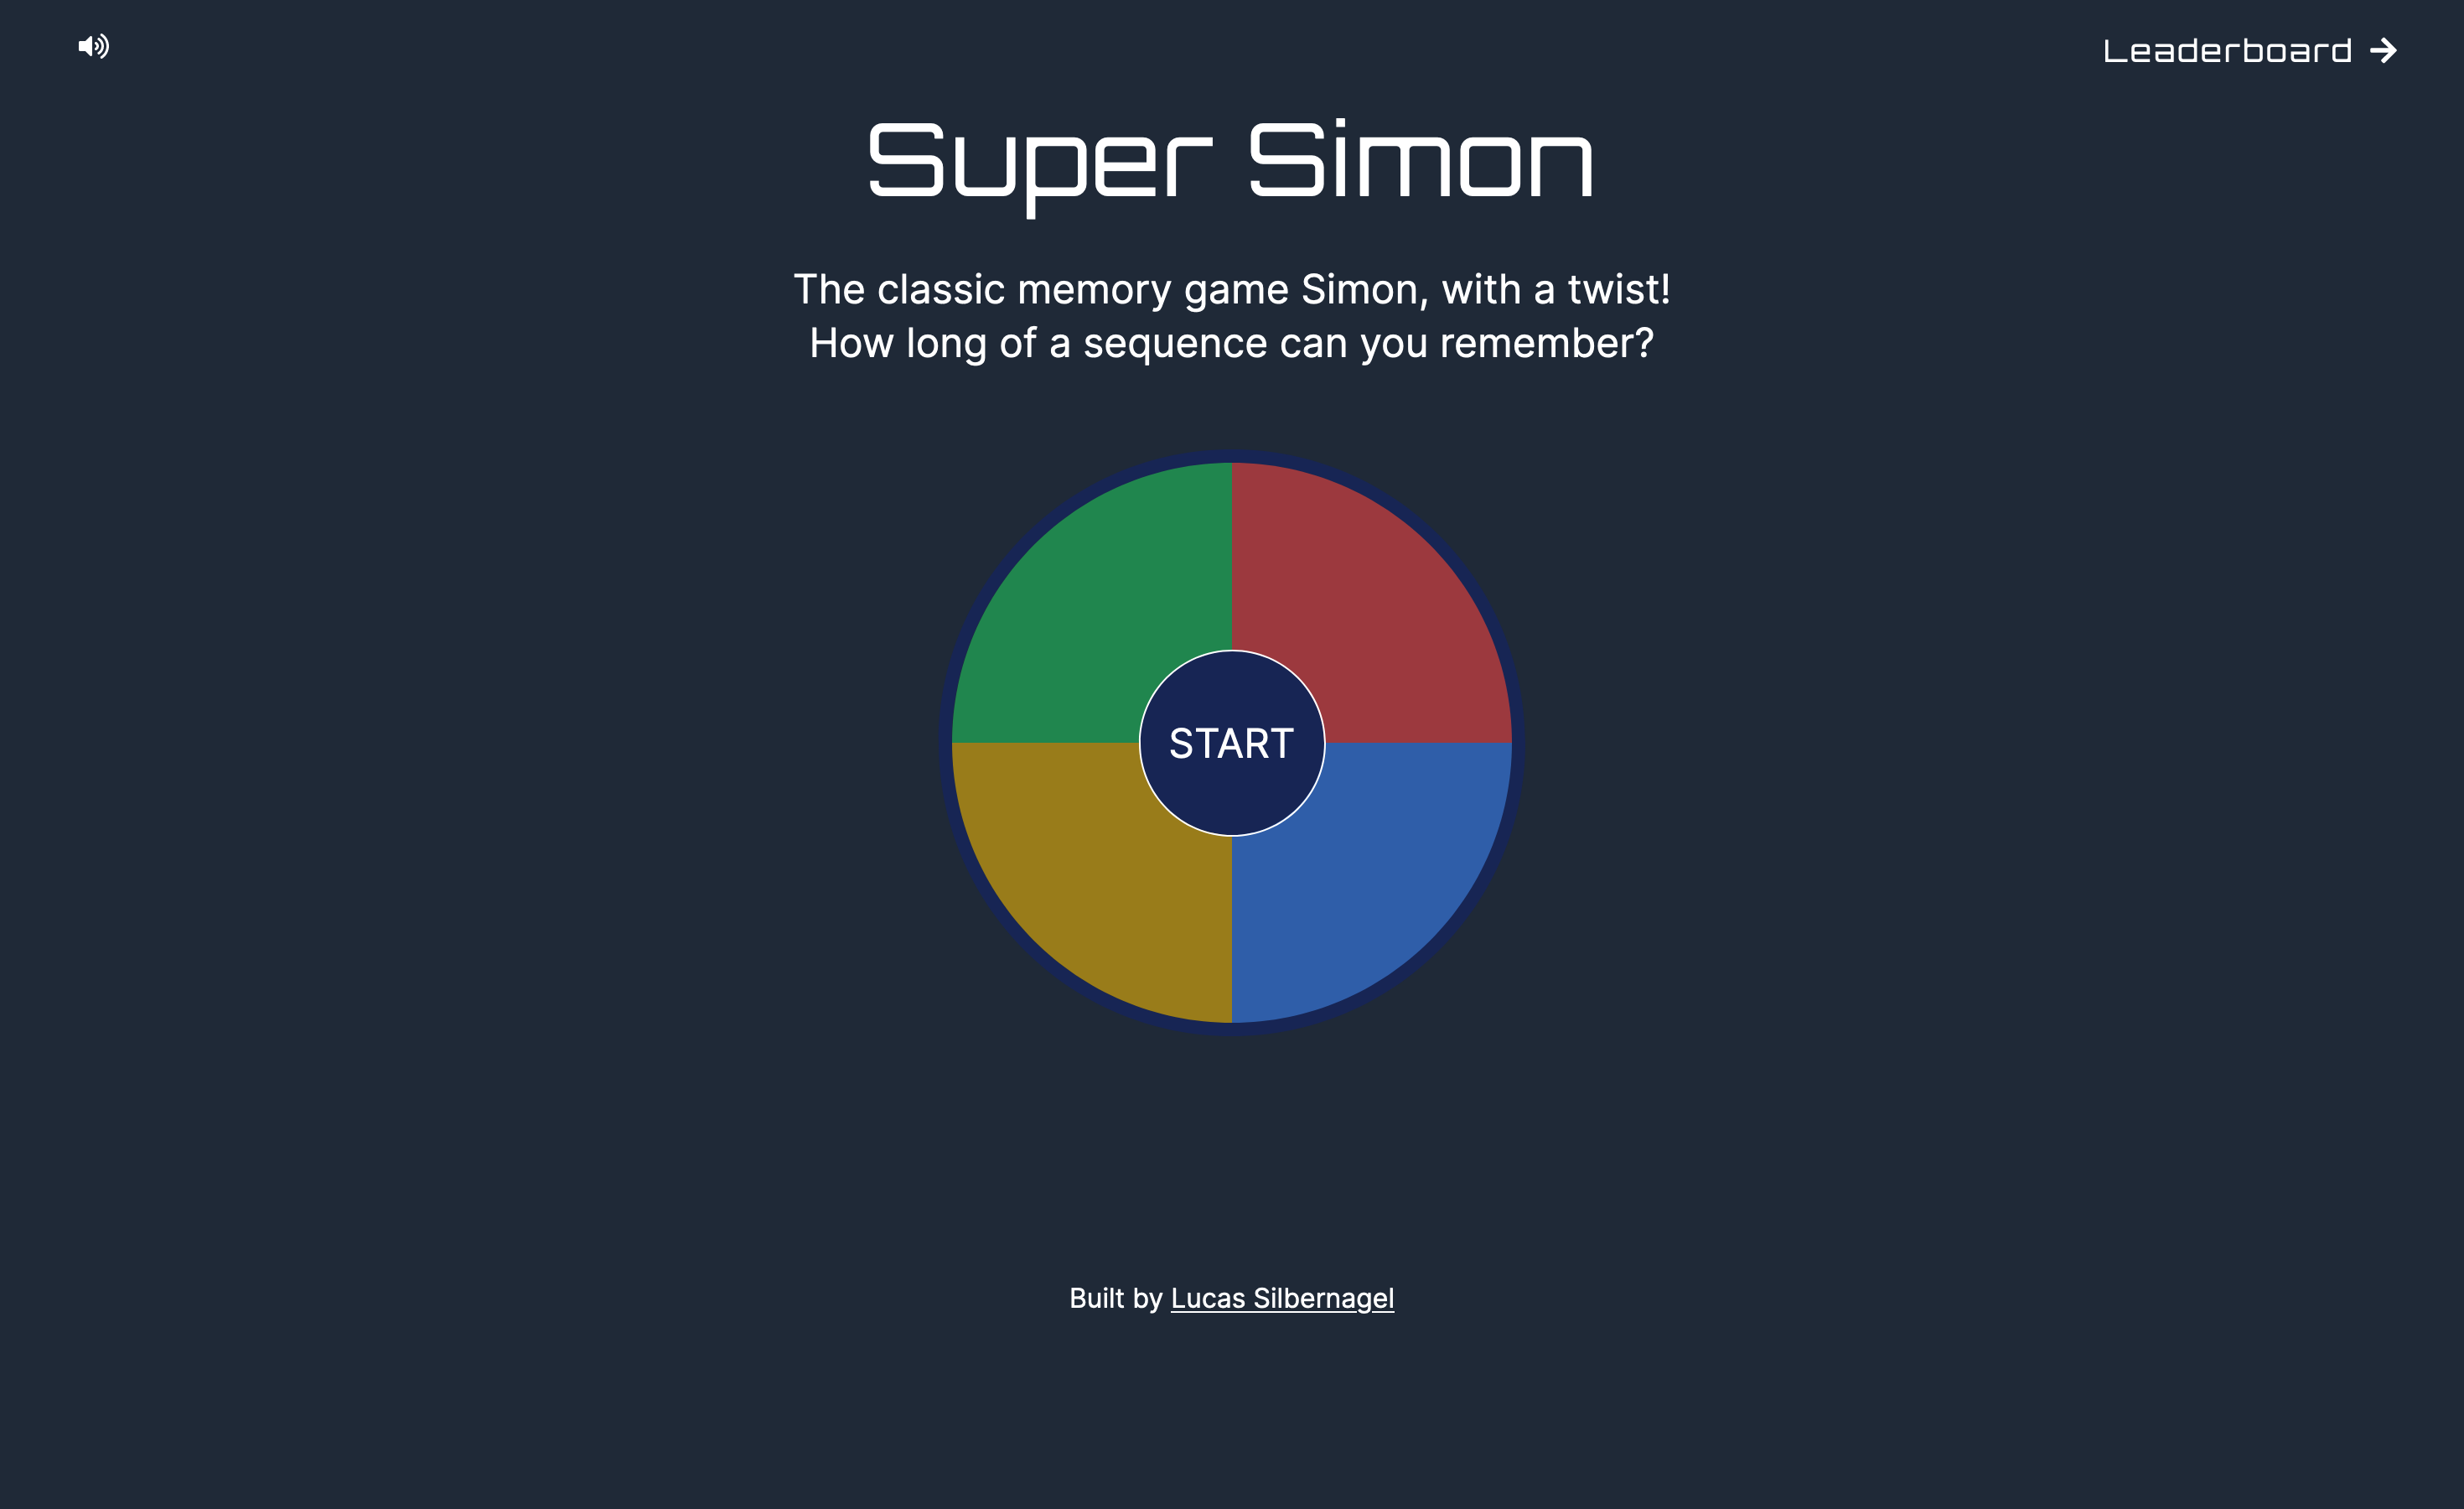 Leaderboard
Super Simon
The classic memory game Simon, with a twist!
How long of a sequence can you remember?
START
Built by Lucas Silbernagel